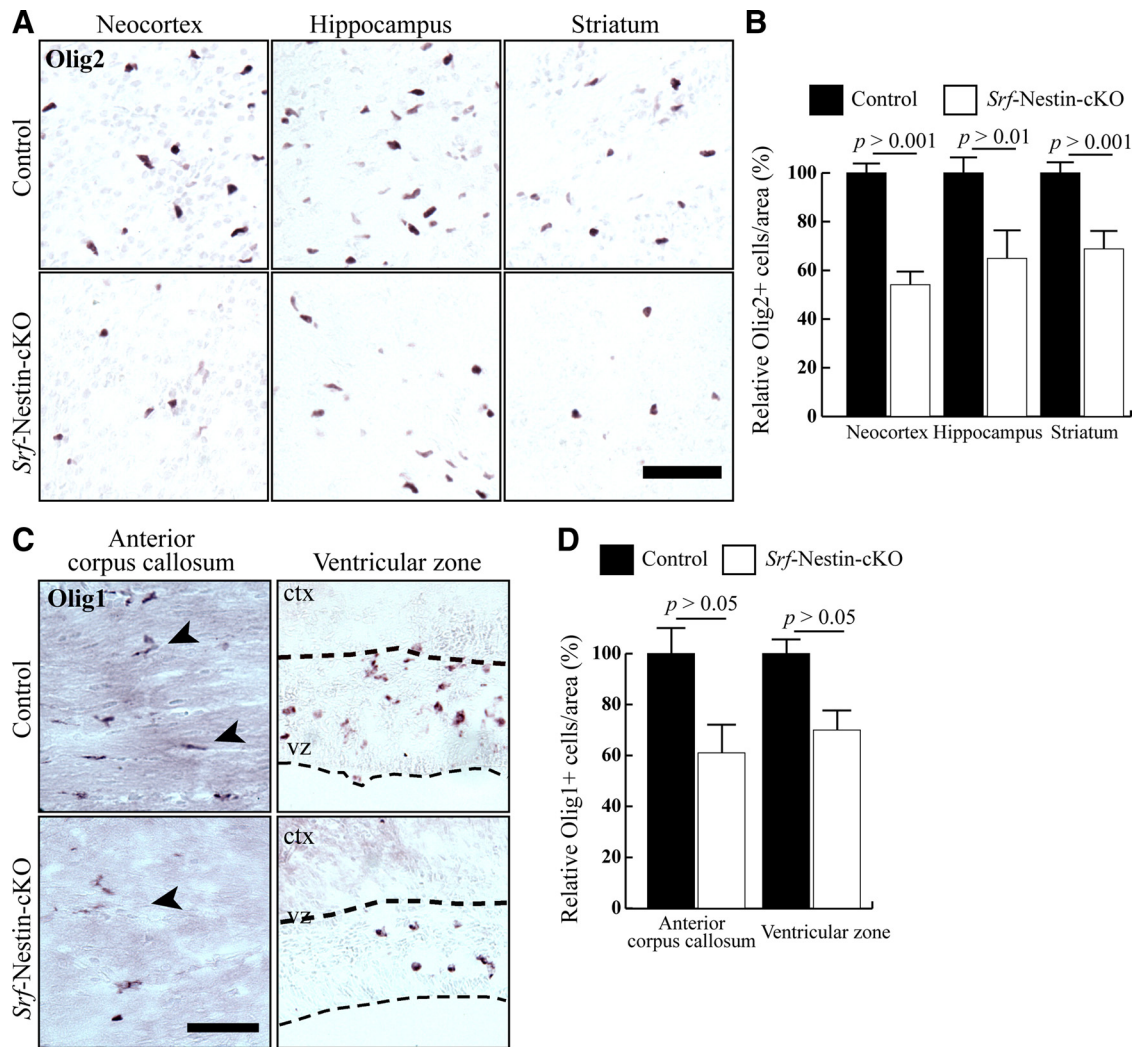 A
Neocortex
Hippocampus
Striatum
Olig2
Control
Srf-Nestin-cKO
B
Control
Srf-Nestin-cKO
p > 0.001
p > 0.01
p > 0.001
Relative Olig2+ cells/area (%)
100
80
60
40
20
0
Neocortex
Hippocampus
Striatum
C
Anterior
corpus callosum
Ventricular zone
Olig1
ctx
vz
Control
ctx
vz
Srf-Nestin-cKO
D
Control
Srf-Nestin-cKO
p > 0.05
p > 0.05
Relative Olig1+ cells/area (%)
100
80
60
40
20
0
Anterior
corpus callosum
Ventricular zone